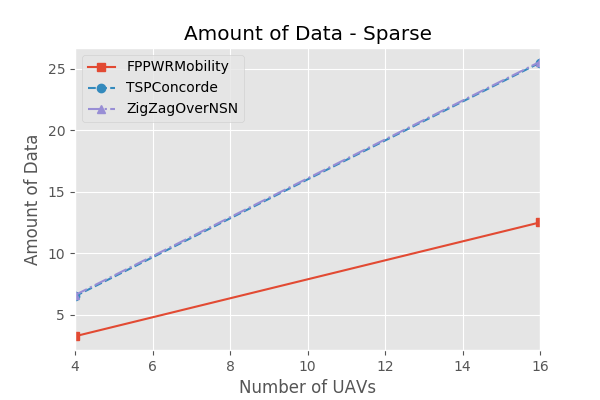 Amount of Data - Sparse
FPPWRMobility
TSPConcorde
ZigZagOverNSN
Amount of Data
25
20
15
10
5
4 6 8 10 12 14 16
Number of UAVs